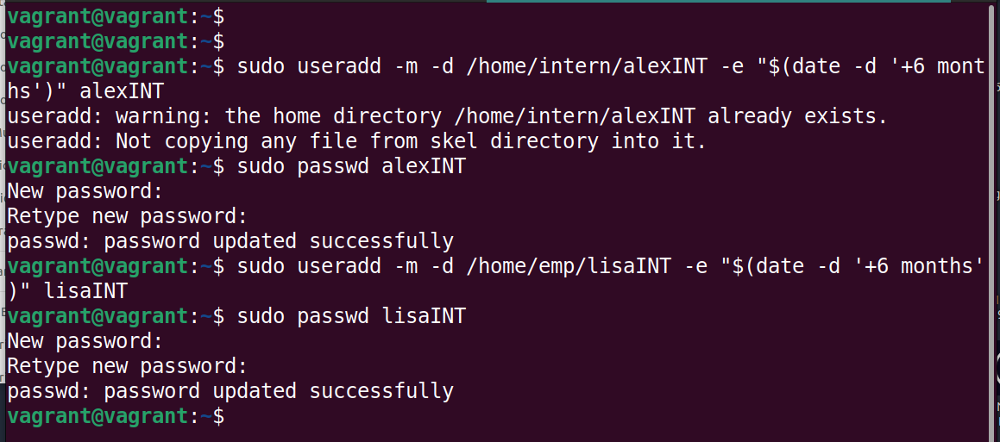 vagrant@vagrant:~$
vagrant@vagrant:~$
vagrant@vagrant:~$ sudo useradd -m -d /home/intern/alexINT -e "$(date -d '+6 mont
hs')" alexINT
useradd: warning: the home directory /home/intern/alexINT already exists.
useradd: Not copying any file from skel directory into it.
vagrant@vagrant:~$ sudo passwd alexINT
New password:
Retype new password:
passwd: password updated successfully
vagrant@vagrant:~$ sudo useradd -m -d /home/emp/lisaINT -e "$(date -d '+6 months'
)" lisaINT
vagrant@vagrant:~$ sudo passwd lisaINT
New password:
Retype new password:
passwd: password updated successfully
vagrant@vagrant:~$